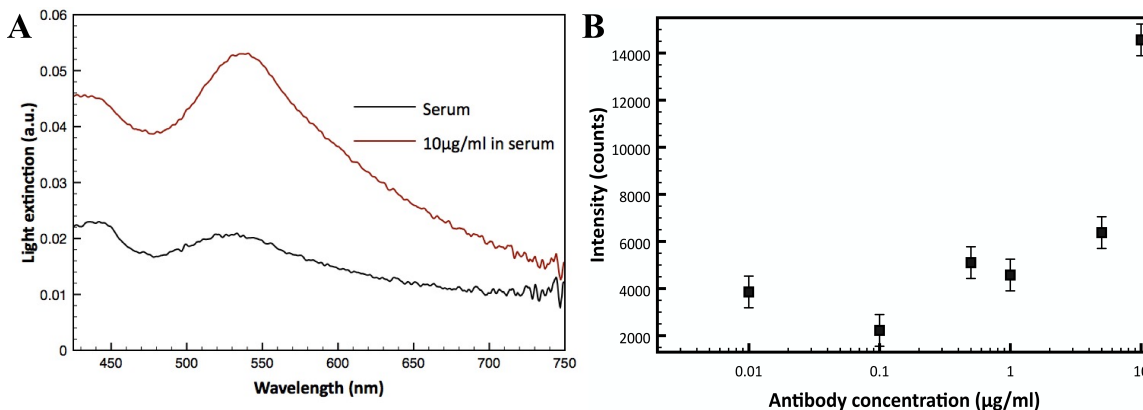 A
0.06
0.05
0.04
0.03
0.02
0.01
0
Light extinction (a.u.)
Serum
10µg/ml in serum
450 500 550 600 650 700 750
Wavelength (nm)
B
14000
12000
10000
8000
6000
4000
2000
Intensity (counts)
0.01 0.1 1 10
Antibody concentration (µg/ml)